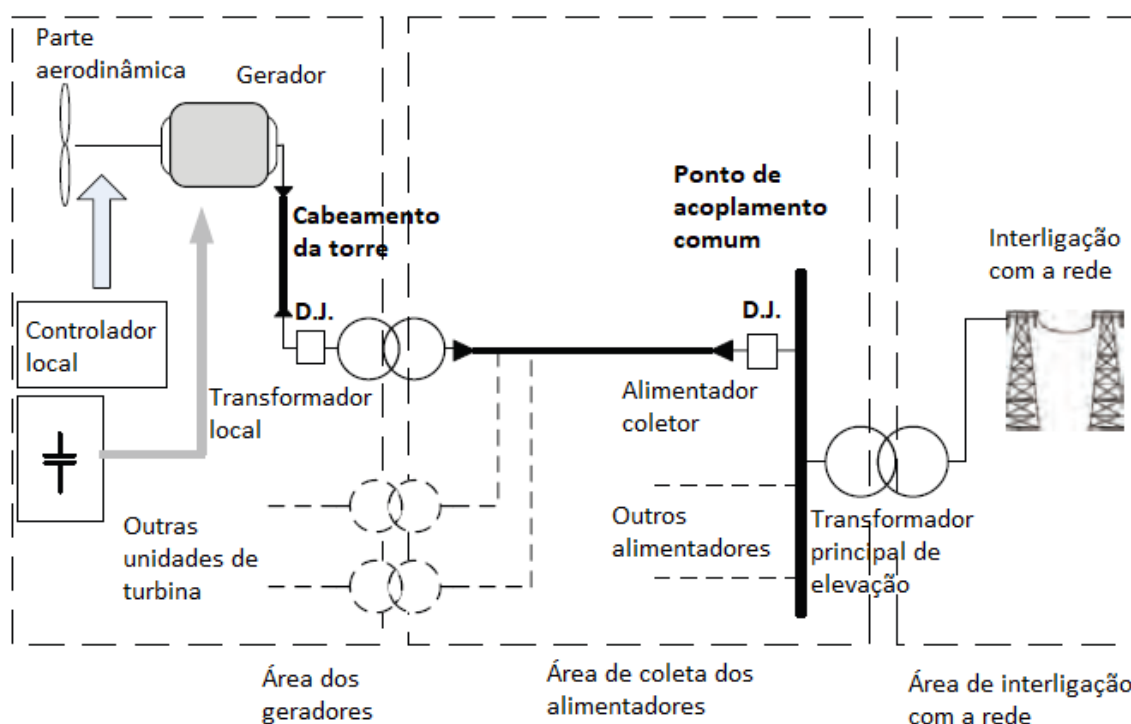 Parte
aerodinâmica
Gerador
Cabeamento
da torre
Ponto de
acoplamento
comum
Interligação
com a rede
D.J.
D.J.
Controlador
local
Transformador
local
Alimentador
coletor
Outras
unidades de
turbina
Outros
alimentadores
Transformador
principal de
elevação
Área dos
geradores
Área de coleta dos
alimentadores
Área de interligação
com a rede